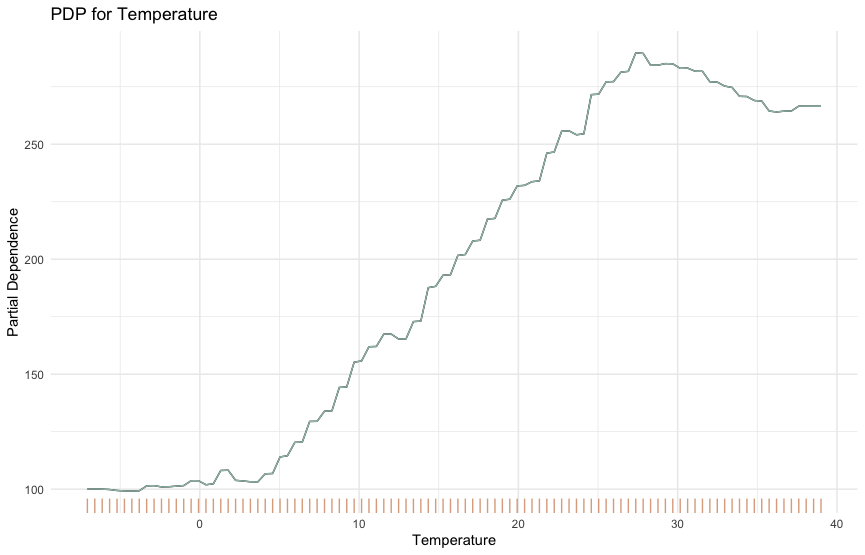 PDP for Temperature
Partial Dependence
250
200
150
100
0 10 20 30 40
Temperature